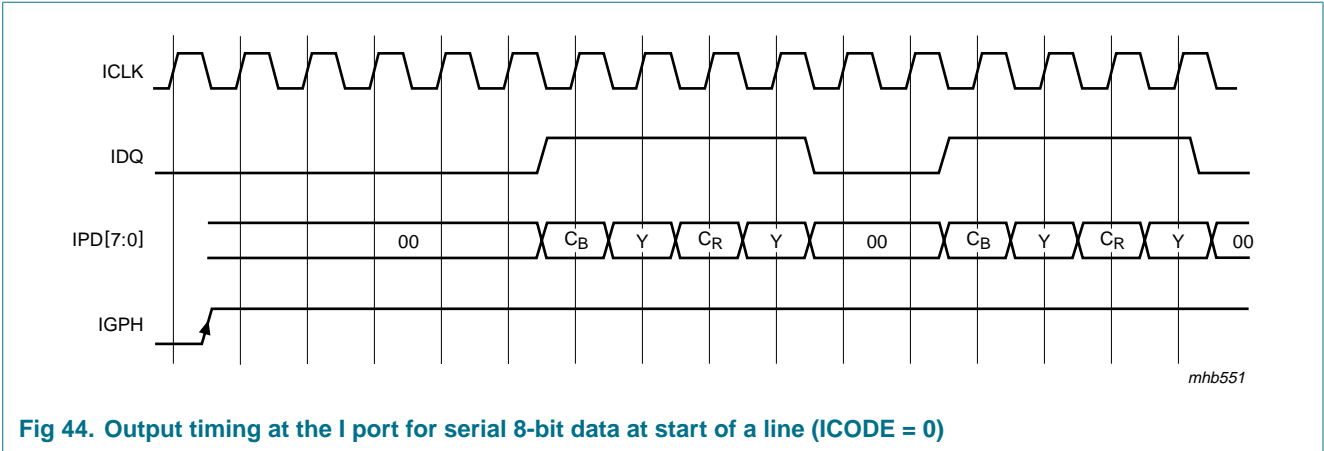 ICLK
IDQ
IPD[7:0] 00 CB Y CR Y 00 CB Y CR Y 00
IGPH
mhb551
Fig 44. Output timing at the I port for serial 8-bit data at start of a line (ICODE = 0)